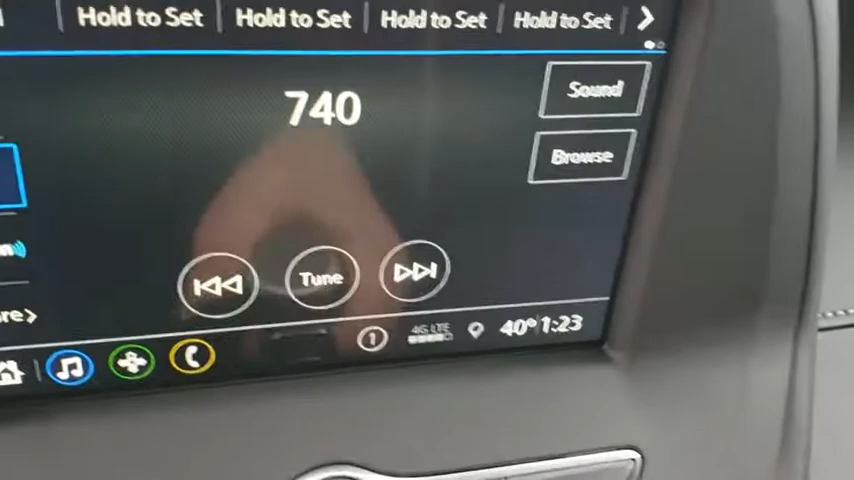 Hold to Set Hold to Set Hold to Set Hold to Set
740
Sound
Browse
Tune
1 4G LTE 40° 1:23